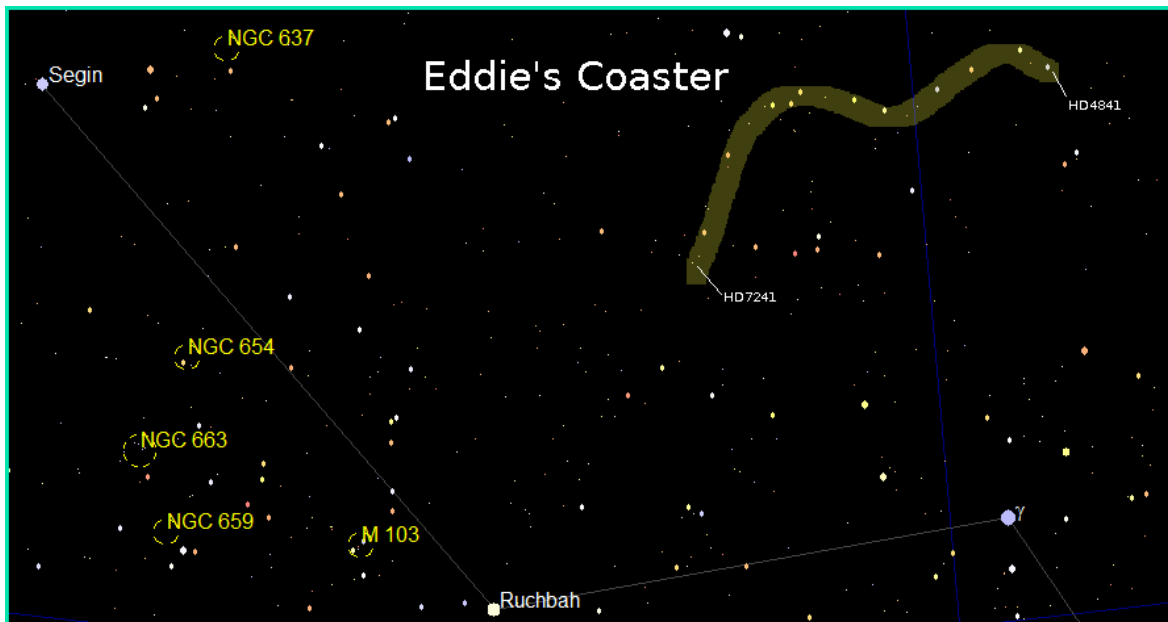 NGC 637
Segin
Eddie's Coaster
HD4841
HD7241
NGC 654
NGC 663
NGC 659
M 103
γ
Ruchbah